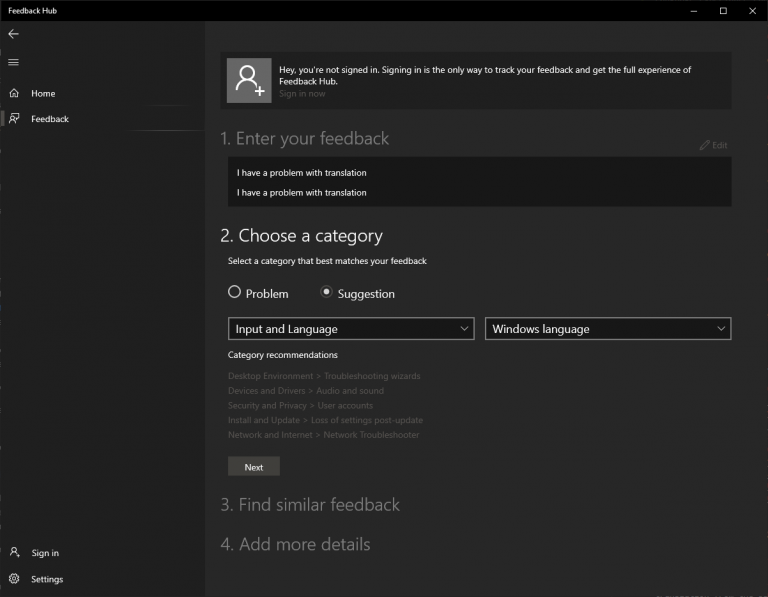 Feedback Hub
Home
Feedback
Hey, you're not signed in. Signing in is the only way to track your feedback and get the full experience of
Feedback Hub.
Sign in now
1. Enter your feedback
Edit
I have a problem with translation
I have a problem with translation
2. Choose a category
Select a category that best matches your feedback
Problem
Suggestion
Input and Language
Windows language
Category recommendations
Desktop Environment > Troubleshooting wizards
Devices and Drivers > Audio and sound
Security and Privacy > User accounts
Install and Update > Loss of settings post-update
Network and Internet > Network Troubleshooter
Next
3. Find similar feedback
4. Add more details
Sign in
Settings